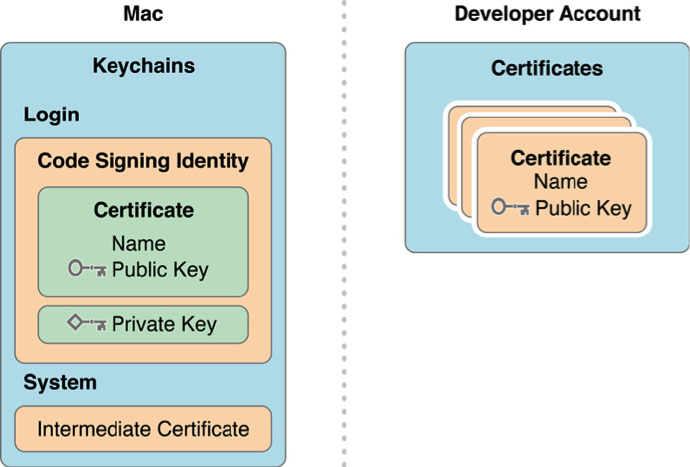 Mac
Keychains
Login
Code Signing Identity
Certificate
Name
Public Key
Private Key
System
Intermediate Certificate
Developer Account
Certificates
Certificate
Name
Public Key